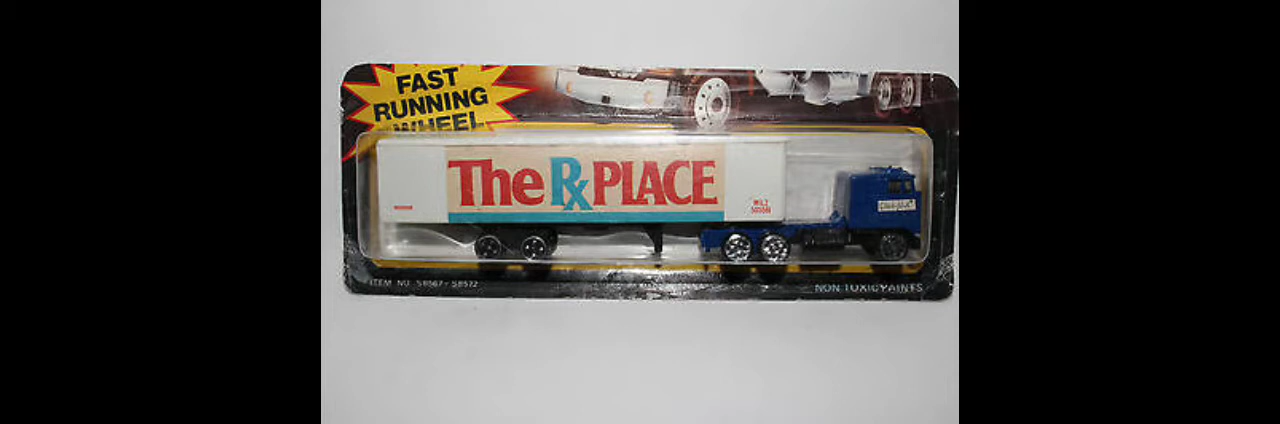 FAST
RUNNING
WHEEL
The Rx PLACE
ITEM NO. S8567 - S8572
NON TOXIC PAINTS